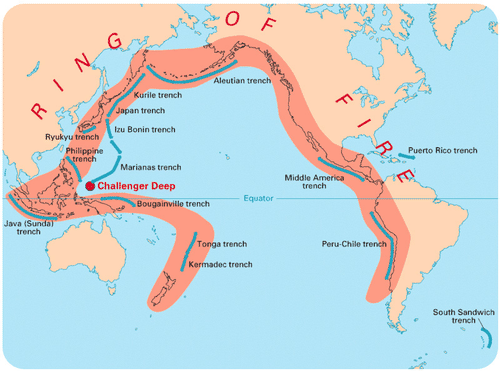 RING OF FIRE
Aleutian trench
Kurile trench
Japan trench
Izu Bonin trench
Ryukyu trench
Philippine
trench
Marianas trench
Challenger Deep
Puerto Rico trench
Middle America
trench
Equator
Bougainville trench
Java (Sunda)
trench
Tonga trench
Kermadec trench
Peru-Chile trench
South Sandwich
trench